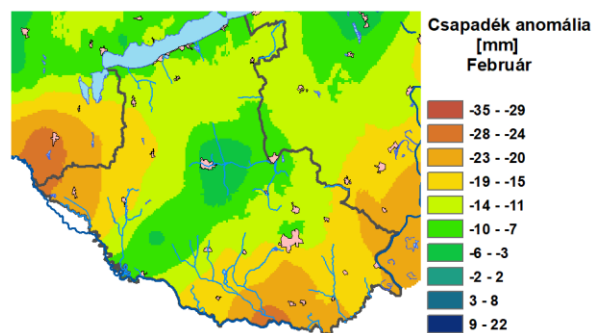 Csapadék anomália
[mm]
Február
-35 - -29
-28 - -24
-23 - -20
-19 - -15
-14 - -11
-10 - -7
-6 - -3
-2 - 2
3 - 8
9 - 22